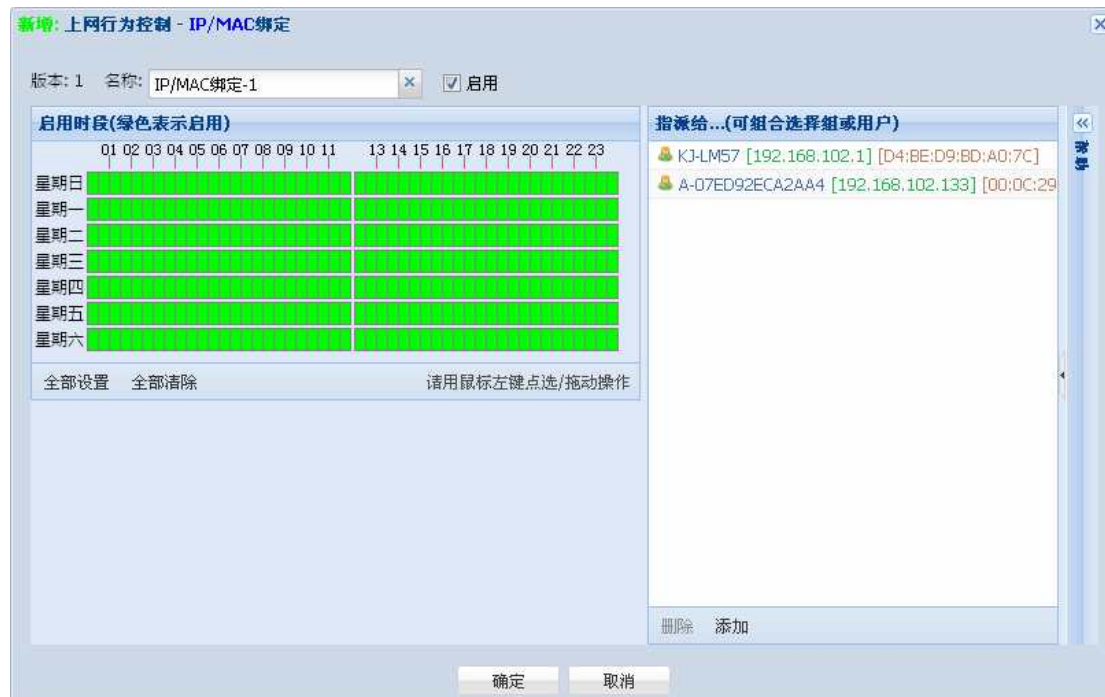 新增: 上网行为控制 - IP/MAC绑定
版本: 1 名称: IP/MAC绑定-1 启用
启用时段(绿色表示启用)
01 02 03 04 05 06 07 08 09 10 11 13 14 15 16 17 18 19 20 21 22 23
星期日
星期一
星期二
星期三
星期四
星期五
星期六
全部设置 全部清除 请用鼠标左键点选/拖动操作
指派给...(可组合选择组或用户)
KJ-LM57 [192.168.102.1] [D4:BE:D9:BD:A0:7C]
A-07ED92ECA2AA4 [192.168.102.133] [00:0C:29
删除 添加
帮助
确定 取消